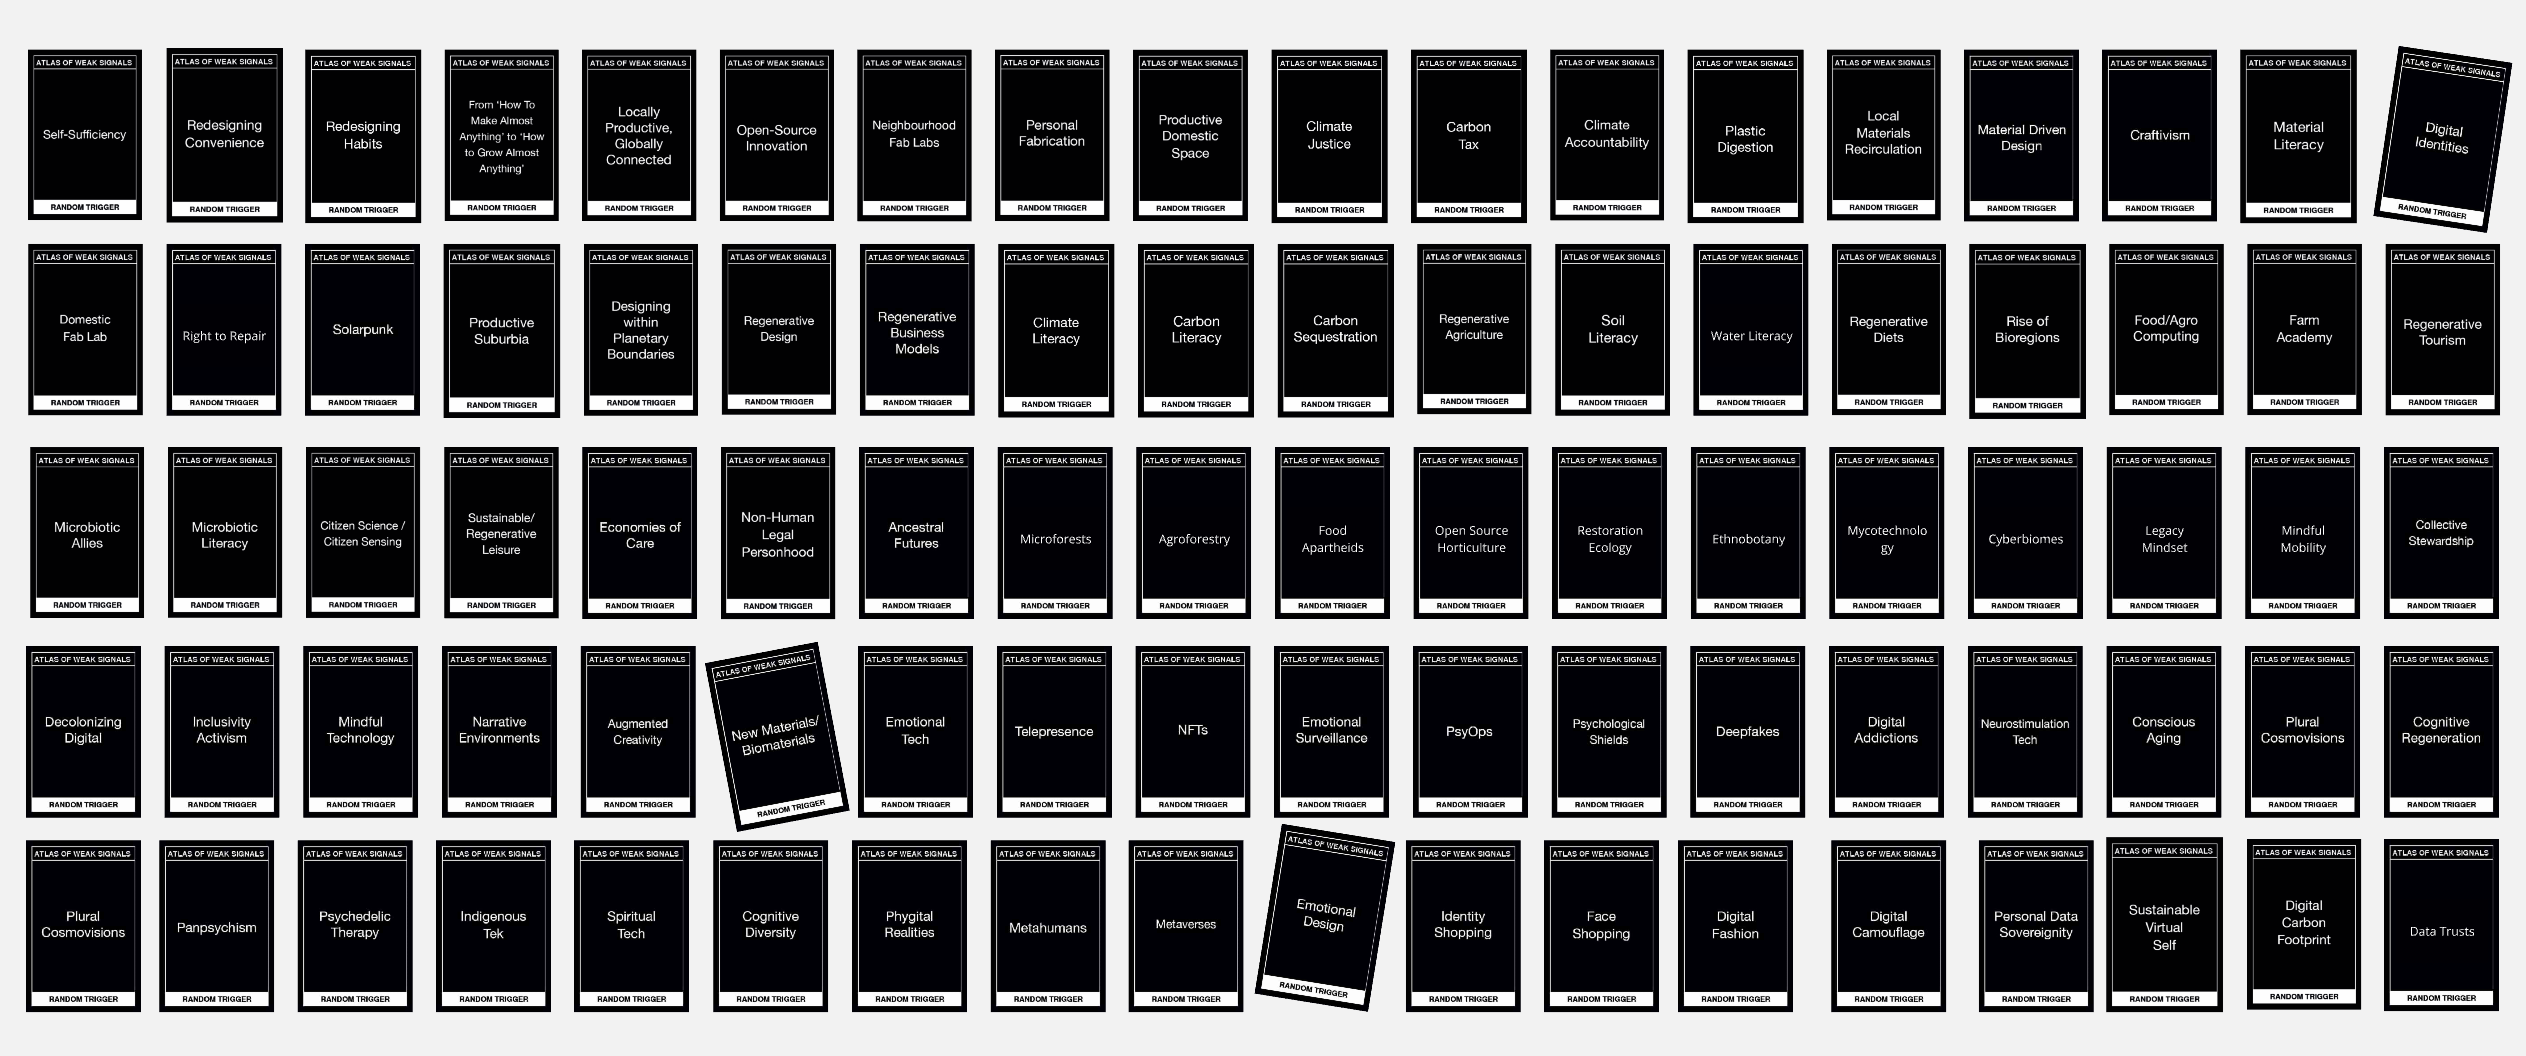 ATLAS OF WEAK SIGNALS
Self-Sufficiency
RANDOM TRIGGER
ATLAS OF WEAK SIGNALS
Redesigning
Convenience
RANDOM TRIGGER
ATLAS OF WEAK SIGNALS
Redesigning
Habits
RANDOM TRIGGER
ATLAS OF WEAK SIGNALS
From 'How To
Make Almost
Anything' to 'How
to Grow Almost
Anything'
RANDOM TRIGGER
ATLAS OF WEAK SIGNALS
Locally
Productive,
Globally
Connected
RANDOM TRIGGER
ATLAS OF WEAK SIGNALS
Open-Source
Innovation
RANDOM TRIGGER
ATLAS OF WEAK SIGNALS
Neighbourhood
Fab Labs
RANDOM TRIGGER
ATLAS OF WEAK SIGNALS
Personal
Fabrication
RANDOM TRIGGER
ATLAS OF WEAK SIGNALS
Productive
Domestic
Space
RANDOM TRIGGER
ATLAS OF WEAK SIGNALS
Climate
Justice
RANDOM TRIGGER
ATLAS OF WEAK SIGNALS
Carbon
Tax
RANDOM TRIGGER
ATLAS OF WEAK SIGNALS
Climate
Accountability
RANDOM TRIGGER
ATLAS OF WEAK SIGNALS
Plastic
Digestion
RANDOM TRIGGER
ATLAS OF WEAK SIGNALS
Local
Materials
Recirculation
RANDOM TRIGGER
ATLAS OF WEAK SIGNALS
Material Driven
Design
RANDOM TRIGGER
ATLAS OF WEAK SIGNALS
Craftivism
RANDOM TRIGGER
ATLAS OF WEAK SIGNALS
Material
Literacy
RANDOM TRIGGER
ATLAS OF WEAK SIGNALS
Digital
Identities
RANDOM TRIGGER
ATLAS OF WEAK SIGNALS
Domestic
Fab Lab
RANDOM TRIGGER
ATLAS OF WEAK SIGNALS
Right to Repair
RANDOM TRIGGER
ATLAS OF WEAK SIGNALS
Solarpunk
RANDOM TRIGGER
ATLAS OF WEAK SIGNALS
Productive
Suburbia
RANDOM TRIGGER
ATLAS OF WEAK SIGNALS
Designing
within
Planetary
Boundaries
RANDOM TRIGGER
ATLAS OF WEAK SIGNALS
Regenerative
Design
RANDOM TRIGGER
ATLAS OF WEAK SIGNALS
Regenerative
Business
Models
RANDOM TRIGGER
ATLAS OF WEAK SIGNALS
Climate
Literacy
RANDOM TRIGGER
ATLAS OF WEAK SIGNALS
Carbon
Literacy
RANDOM TRIGGER
ATLAS OF WEAK SIGNALS
Carbon
Sequestration
RANDOM TRIGGER
ATLAS OF WEAK SIGNALS
Regenerative
Agriculture
RANDOM TRIGGER
ATLAS OF WEAK SIGNALS
Soil
Literacy
RANDOM TRIGGER
ATLAS OF WEAK SIGNALS
Water Literacy
RANDOM TRIGGER
ATLAS OF WEAK SIGNALS
Regenerative
Diets
RANDOM TRIGGER
ATLAS OF WEAK SIGNALS
Rise of
Bioregions
RANDOM TRIGGER
ATLAS OF WEAK SIGNALS
Food/Agro
Computing
RANDOM TRIGGER
ATLAS OF WEAK SIGNALS
Farm
Academy
RANDOM TRIGGER
ATLAS OF WEAK SIGNALS
Regenerative
Tourism
RANDOM TRIGGER
ATLAS OF WEAK SIGNALS
Microbiotic
Allies
RANDOM TRIGGER
ATLAS OF WEAK SIGNALS
Microbiotic
Literacy
RANDOM TRIGGER
ATLAS OF WEAK SIGNALS
Citizen Science /
Citizen Sensing
RANDOM TRIGGER
ATLAS OF WEAK SIGNALS
Sustainable/
Regenerative
Leisure
RANDOM TRIGGER
ATLAS OF WEAK SIGNALS
Economies of
Care
RANDOM TRIGGER
ATLAS OF WEAK SIGNALS
Non-Human
Legal
Personhood
RANDOM TRIGGER
ATLAS OF WEAK SIGNALS
Ancestral
Futures
RANDOM TRIGGER
ATLAS OF WEAK SIGNALS
Microforests
RANDOM TRIGGER
ATLAS OF WEAK SIGNALS
Agroforestry
RANDOM TRIGGER
ATLAS OF WEAK SIGNALS
Food
Apartheids
RANDOM TRIGGER
ATLAS OF WEAK SIGNALS
Open Source
Horticulture
RANDOM TRIGGER
ATLAS OF WEAK SIGNALS
Restoration
Ecology
RANDOM TRIGGER
ATLAS OF WEAK SIGNALS
Ethnobotany
RANDOM TRIGGER
ATLAS OF WEAK SIGNALS
Mycotechnolo
gy
RANDOM TRIGGER
ATLAS OF WEAK SIGNALS
Cyberbiomes
RANDOM TRIGGER
ATLAS OF WEAK SIGNALS
Legacy
Mindset
RANDOM TRIGGER
ATLAS OF WEAK SIGNALS
Mindful
Mobility
RANDOM TRIGGER
ATLAS OF WEAK SIGNALS
Collective
Stewardship
RANDOM TRIGGER
ATLAS OF WEAK SIGNALS
Decolonizing
Digital
RANDOM TRIGGER
ATLAS OF WEAK SIGNALS
Inclusivity
Activism
RANDOM TRIGGER
ATLAS OF WEAK SIGNALS
Mindful
Technology
RANDOM TRIGGER
ATLAS OF WEAK SIGNALS
Narrative
Environments
RANDOM TRIGGER
ATLAS OF WEAK SIGNALS
Augmented
Creativity
RANDOM TRIGGER
ATLAS OF WEAK SIGNALS
New Materials/
Biomaterials
RANDOM TRIGGER
ATLAS OF WEAK SIGNALS
Emotional
Tech
RANDOM TRIGGER
ATLAS OF WEAK SIGNALS
Telepresence
RANDOM TRIGGER
ATLAS OF WEAK SIGNALS
NFTs
RANDOM TRIGGER
ATLAS OF WEAK SIGNALS
Emotional
Surveillance
RANDOM TRIGGER
ATLAS OF WEAK SIGNALS
PsyOps
RANDOM TRIGGER
ATLAS OF WEAK SIGNALS
Psychological
Shields
RANDOM TRIGGER
ATLAS OF WEAK SIGNALS
Deepfakes
RANDOM TRIGGER
ATLAS OF WEAK SIGNALS
Digital
Addictions
RANDOM TRIGGER
ATLAS OF WEAK SIGNALS
Neurostimulation
Tech
RANDOM TRIGGER
ATLAS OF WEAK SIGNALS
Conscious
Aging
RANDOM TRIGGER
ATLAS OF WEAK SIGNALS
Plural
Cosmovisions
RANDOM TRIGGER
ATLAS OF WEAK SIGNALS
Cognitive
Regeneration
RANDOM TRIGGER
ATLAS OF WEAK SIGNALS
Plural
Cosmovisions
RANDOM TRIGGER
ATLAS OF WEAK SIGNALS
Panpsychism
RANDOM TRIGGER
ATLAS OF WEAK SIGNALS
Psychedelic
Therapy
RANDOM TRIGGER
ATLAS OF WEAK SIGNALS
Indigenous
Tek
RANDOM TRIGGER
ATLAS OF WEAK SIGNALS
Spiritual
Tech
RANDOM TRIGGER
ATLAS OF WEAK SIGNALS
Cognitive
Diversity
RANDOM TRIGGER
ATLAS OF WEAK SIGNALS
Phygital
Realities
RANDOM TRIGGER
ATLAS OF WEAK SIGNALS
Metahumans
RANDOM TRIGGER
ATLAS OF WEAK SIGNALS
Metaverses
RANDOM TRIGGER
ATLAS OF WEAK SIGNALS
Emotional
Design
RANDOM TRIGGER
ATLAS OF WEAK SIGNALS
Identity
Shopping
RANDOM TRIGGER
ATLAS OF WEAK SIGNALS
Face
Shopping
RANDOM TRIGGER
ATLAS OF WEAK SIGNALS
Digital
Fashion
RANDOM TRIGGER
ATLAS OF WEAK SIGNALS
Digital
Camouflage
RANDOM TRIGGER
ATLAS OF WEAK SIGNALS
Personal Data
Sovereignity
RANDOM TRIGGER
ATLAS OF WEAK SIGNALS
Sustainable
Virtual
Self
RANDOM TRIGGER
ATLAS OF WEAK SIGNALS
Digital
Carbon
Footprint
RANDOM TRIGGER
ATLAS OF WEAK SIGNALS
Data Trusts
RANDOM TRIGGER